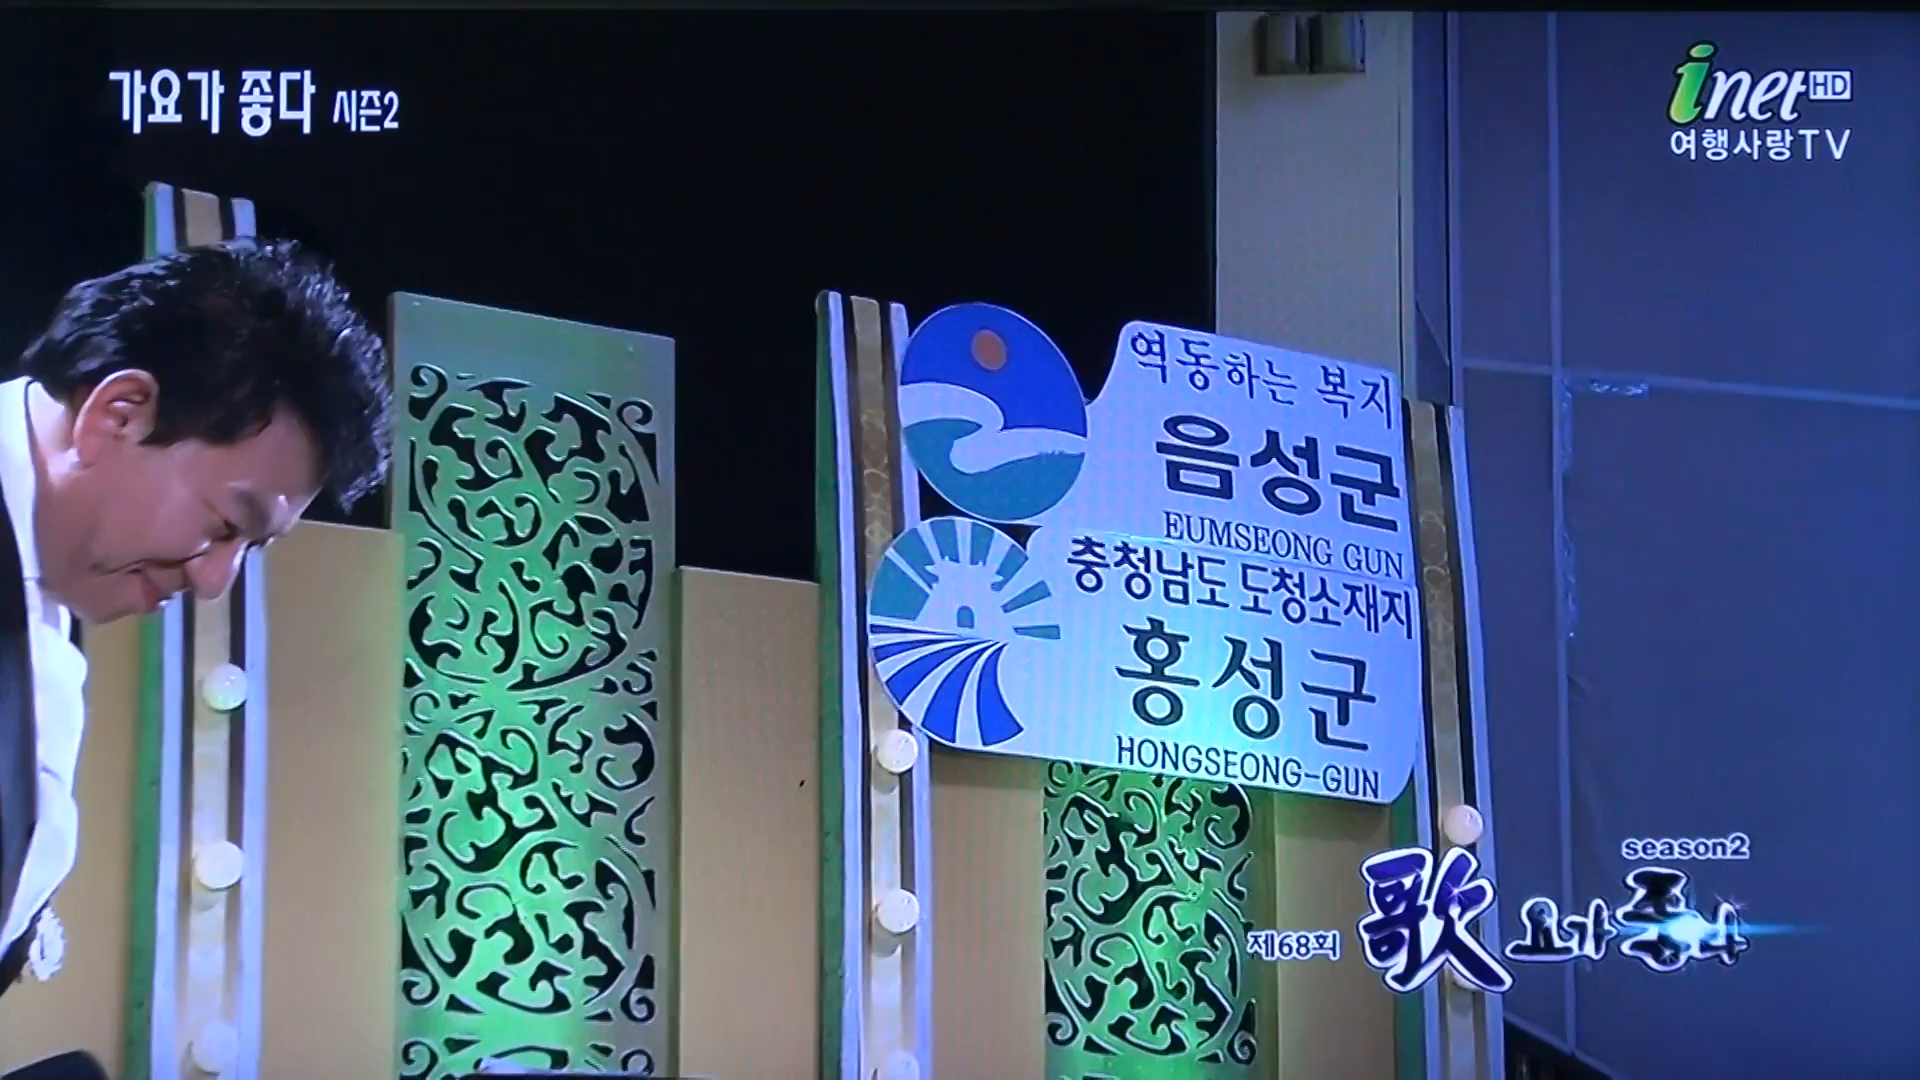 가요가 좋다 시즌2
inet HD
여행사랑TV
역동하는 복지
음성군
EUMSEONG GUN
충청남도 도청소재지
홍성군
HONGSEONG-GUN
season2
제68회 歌요가 좋다